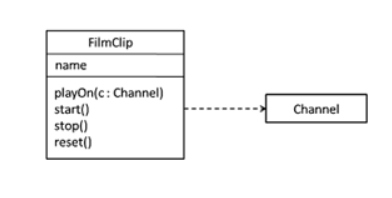 FilmClip
name
playOn(c : Channel)
start()
stop()
reset()
Channel